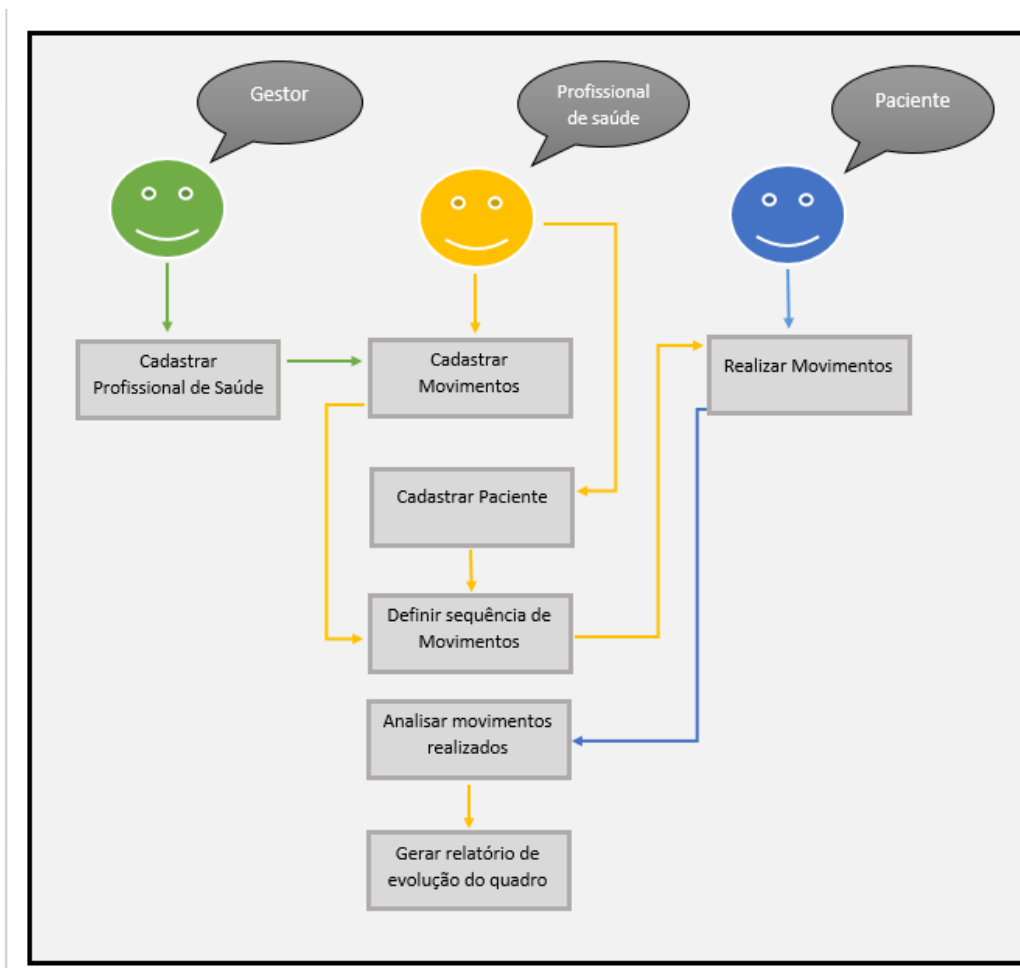 Gestor
Profissional
de saúde
Paciente
Cadastrar
Profissional de Saúde
Cadastrar
Movimentos
Realizar Movimentos
Cadastrar Paciente
Definir sequência de
Movimentos
Analisar movimentos
realizados
Gerar relatório de
evolução do quadro